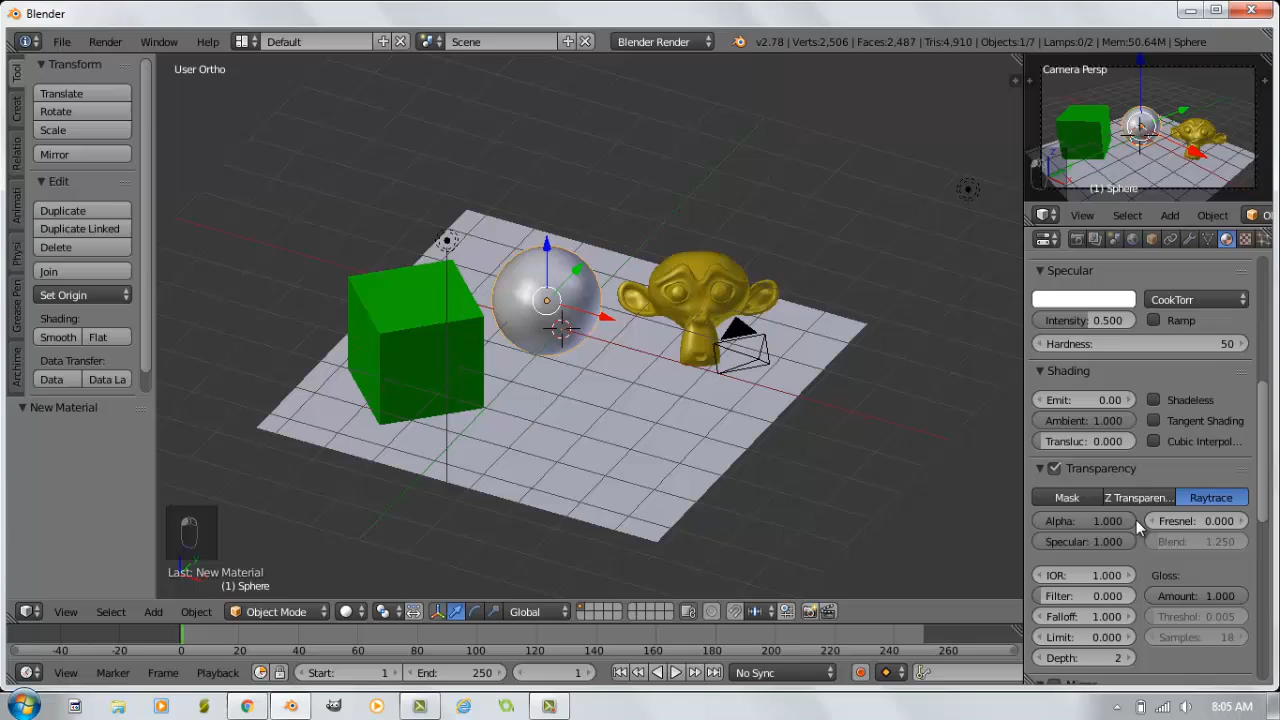 Blender
File Render Window Help Default Scene Blender Render v2.78 | Verts:2,506 | Faces:2,487 | Tris:4,910 | Objects:1/7 | Lamps:0/2 | Mem:50.64M | Sphere
Tool
Creat
Relatio
Animati
Physi
Grease Pen
Archime
Transform
Translate
Rotate
Scale
Mirror
Edit
Duplicate
Duplicate Linked
Delete
Join
Set Origin
Shading:
Smooth Flat
Data Transfer:
Data Data La
New Material
User Ortho
Last: New Material
(1) Sphere
Camera Persp
(1) Sphere
View Select Add Object
Specular
CookTorr
Intensity: 0.500 Ramp
Hardness: 50
Shading
Emit: 0.00 Shadeless
Ambient: 1.000 Tangent Shading
Transluc: 0.000 Cubic Interpol...
Transparency
Mask Z Transparen... Raytrace
Alpha: 1.000 Fresnel: 0.000
Specular: 1.000 Blend: 1.250
IOR: 1.000 Gloss:
Filter: 0.000 Amount: 1.000
Falloff: 1.000 Threshol: 0.005
Limit: 0.000 Samples: 18
Depth: 2
View Select Add Object Object Mode Global
-40 -20 0 20 40 60 80 100 120 140 160 180 200 220 240 260
View Marker Frame Playback Start: 1 End: 250 1 No Sync
8:05 AM